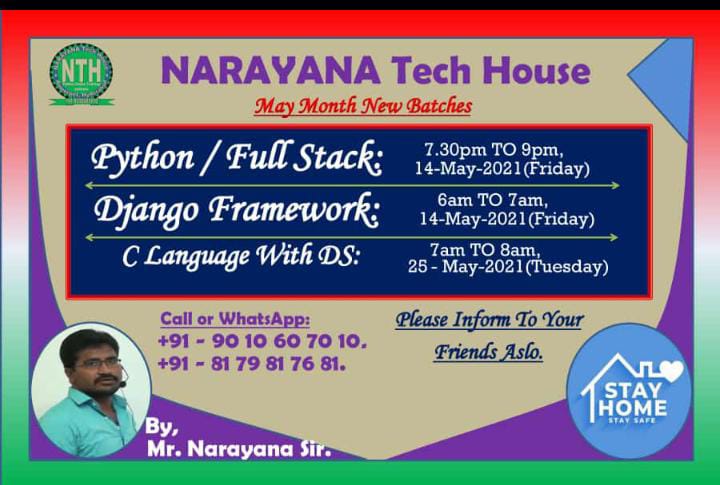 NTH
NARAYANA Tech House
May Month New Batches
Python / Full Stack:
7.30pm TO 9pm,
14-May-2021(Friday)
Django Framework:
6am TO 7am,
14-May-2021(Friday)
C Language With DS:
7am TO 8am,
25 - May-2021(Tuesday)
Call or WhatsApp:
+91 - 90 10 60 70 10.
+91 - 81 79 81 76 81.
Please Inform To Your
Friends Aslo.
By,
Mr. Narayana Sir.
STAY
HOME
STAY SAFE